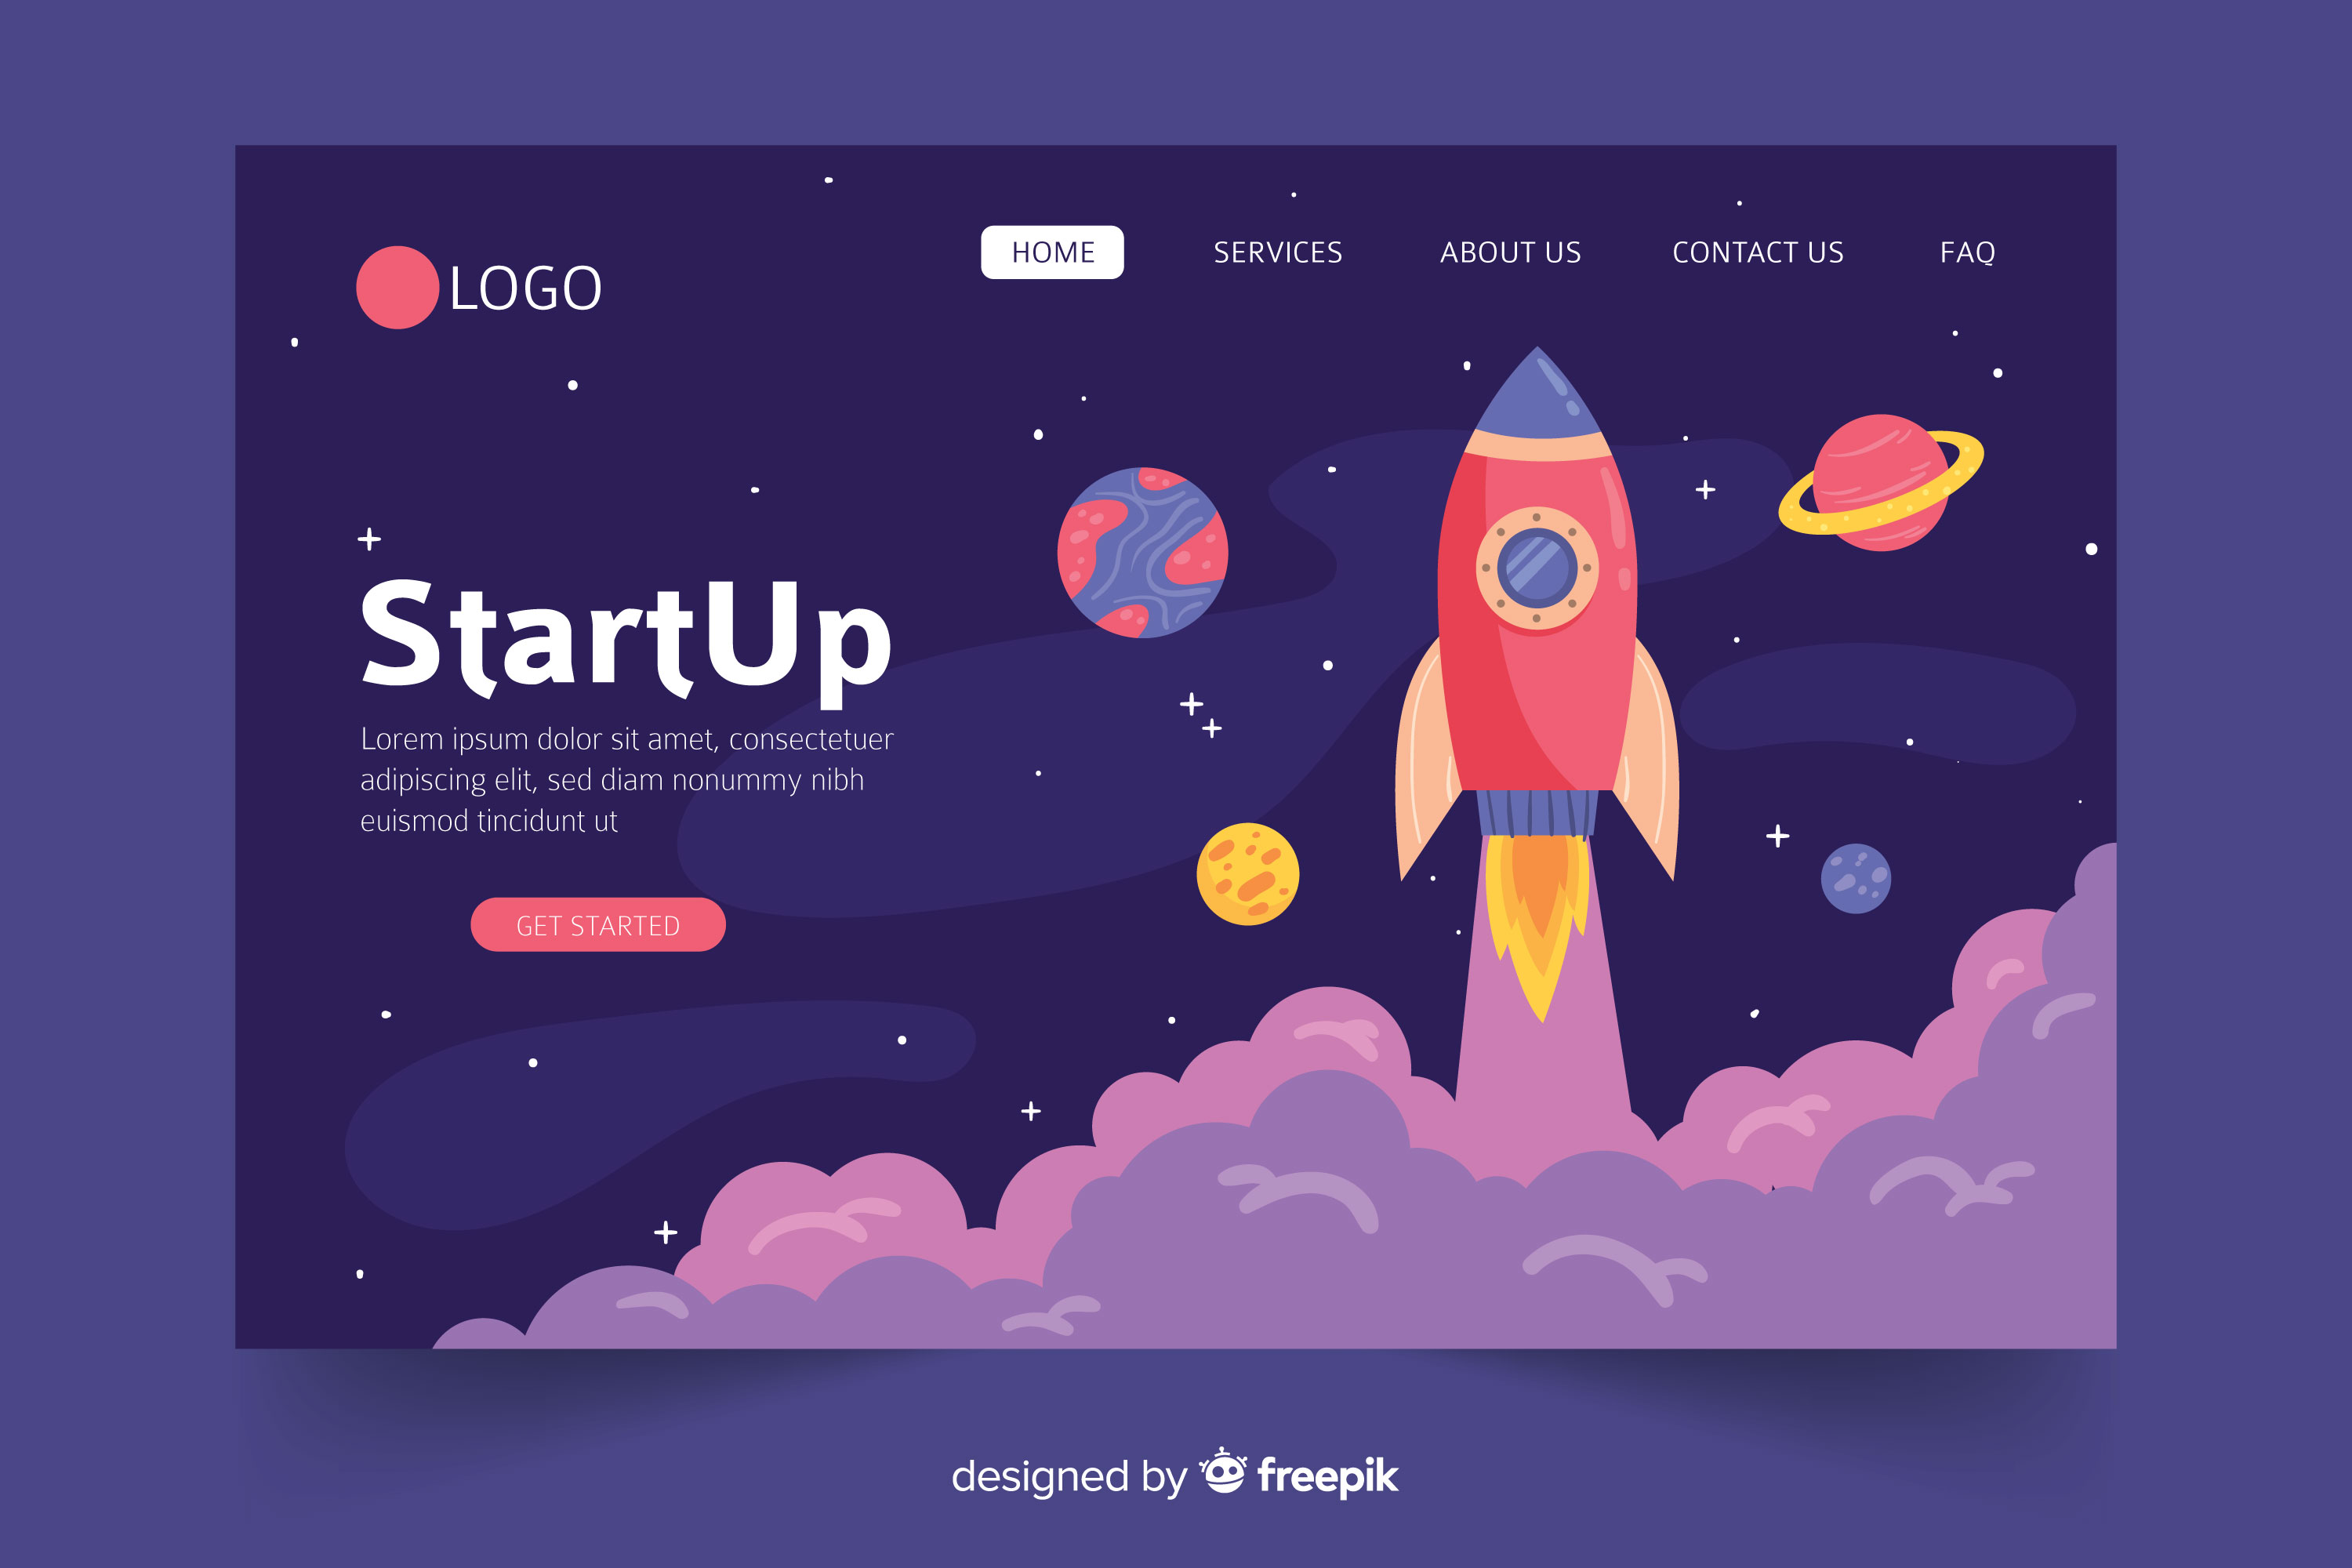 LOGO
HOME SERVICES ABOUT US CONTACT US FAQ
StartUp
Lorem ipsum dolor sit amet, consectetuer
adipiscing elit, sed diam nonummy nibh
euismod tincidunt ut
GET STARTED
designed by freepik